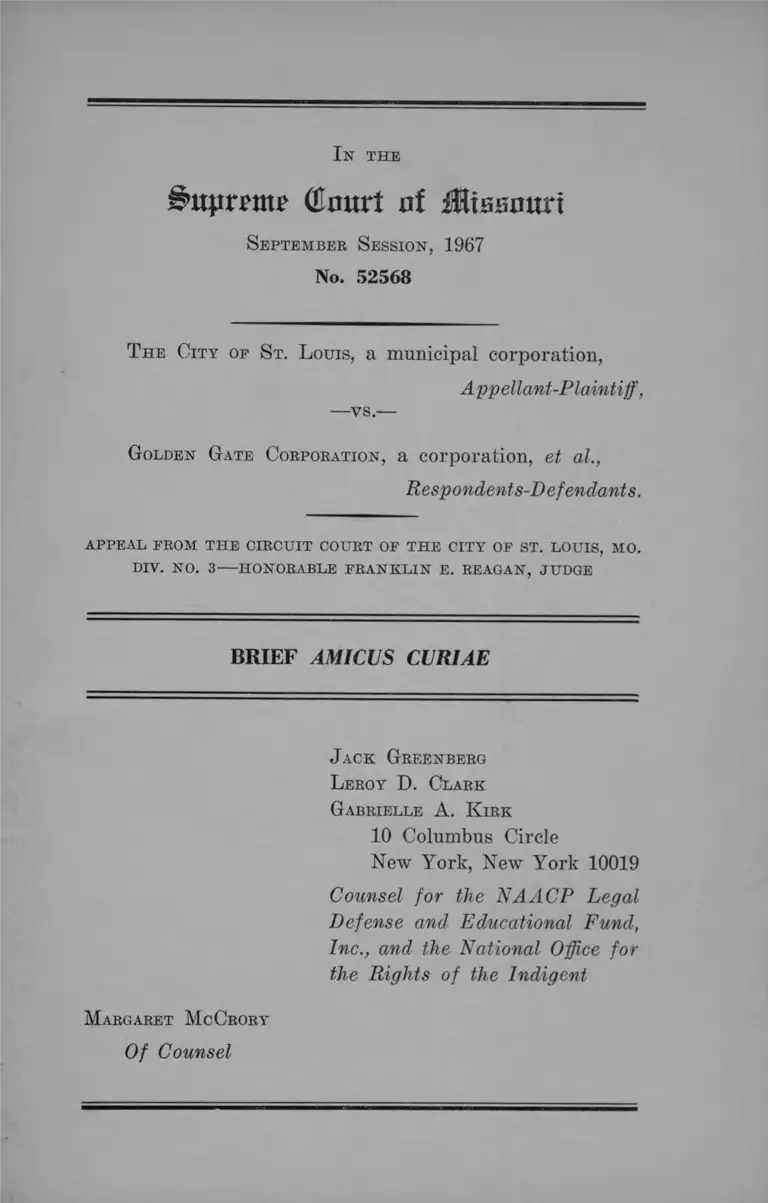 IN THE
Supreme Court of Missouri
SEPTEMBER SESSION, 1967
No. 52568
THE CITY OF ST. LOUIS, a municipal corporation,
Appellant-Plaintiff,
—vs.—
GOLDEN GATE CORPORATION, a corporation, et al.,
Respondents-Defendants.
APPEAL FROM THE CIRCUIT COURT OF THE CITY OF ST. LOUIS, MO.
DIV. NO. 3—HONORABLE FRANKLIN E. REAGAN, JUDGE
BRIEF AMICUS CURIAE
JACK GREENBERG
LEROY D. CLARK
GABRIELLE A. KIRK
10 Columbus Circle
New York, New York 10019
Counsel for the NAACP Legal
Defense and Educational Fund,
Inc., and the National Office for
the Rights of the Indigent
MARGARET MCCRORY
Of Counsel